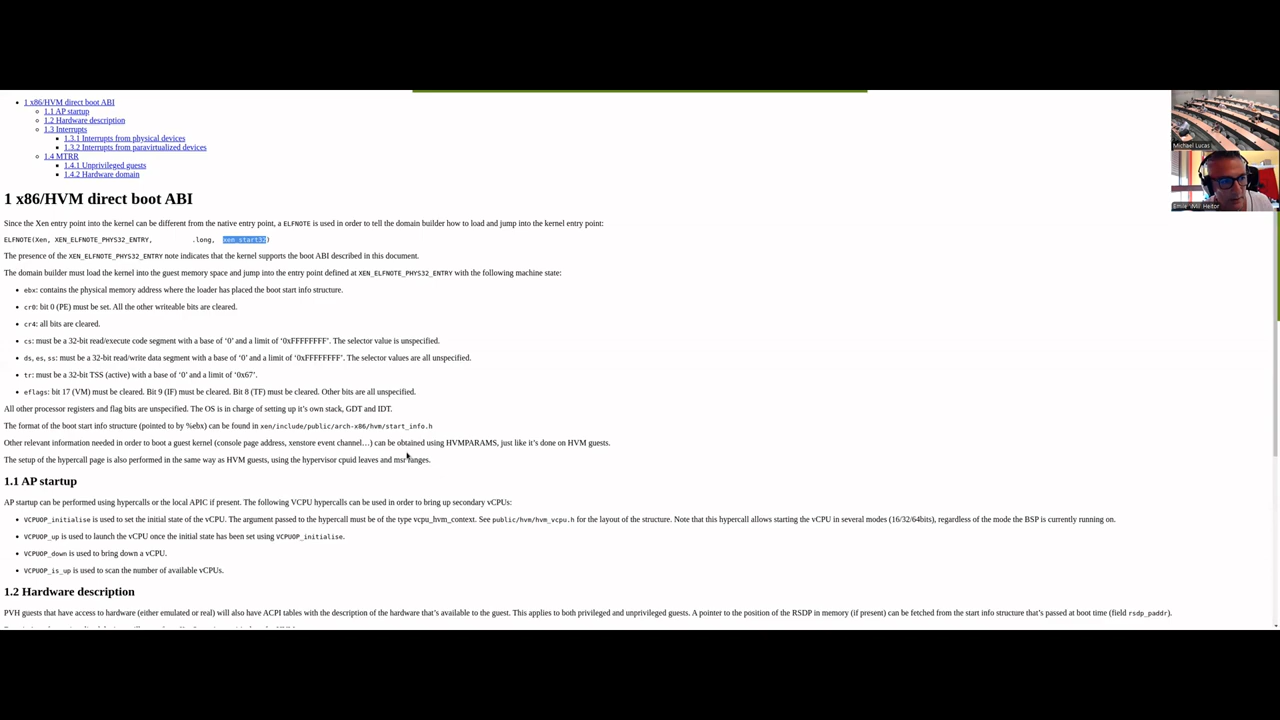 1 x86/HVM direct boot ABI
1.1 AP startup
1.2 Hardware description
1.3 Interrupts
1.3.1 Interrupts from physical devices
1.3.2 Interrupts from paravirtualized devices
1.4 MTRR
1.4.1 Unprivileged guests
1.4.2 Hardware domain
1 x86/HVM direct boot ABI
Since the Xen entry point into the kernel can be different from the native entry point, a ELFNOTE is used in order to tell the domain builder how to load and jump into the kernel entry point:
ELFNOTE(Xen, XEN_ELFNOTE_PHYS32_ENTRY, .long, xen_start32)
The presence of the XEN_ELFNOTE_PHYS32_ENTRY note indicates that the kernel supports the boot ABI described in this document.
The domain builder must load the kernel into the guest memory space and jump into the entry point defined at XEN_ELFNOTE_PHYS32_ENTRY with the following machine state:
ebx: contains the physical memory address where the loader has placed the boot start info structure.
cr0: bit 0 (PE) must be set. All the other writeable bits are cleared.
cr4: all bits are cleared.
cs: must be a 32-bit read/execute code segment with a base of ‘0’ and a limit of ‘0xFFFFFFFF’. The selector value is unspecified.
ds, es, ss: must be a 32-bit read/write data segment with a base of ‘0’ and a limit of ‘0xFFFFFFFF’. The selector values are all unspecified.
tr: must be a 32-bit TSS (active) with a base of ‘0’ and a limit of ‘0x67’.
eflags: bit 17 (VM) must be cleared. Bit 9 (IF) must be cleared. Bit 8 (TF) must be cleared. Other bits are all unspecified.
All other processor registers and flag bits are unspecified. The OS is in charge of setting up it’s own stack, GDT and IDT.
The format of the boot start info structure (pointed to by %ebx) can be found in xen/include/public/arch-x86/hvm/start_info.h
Other relevant information needed in order to boot a guest kernel (console page address, xenstore event channel…) can be obtained using HVMPARAMS, just like it’s done on HVM guests.
The setup of the hypercall page is also performed in the same way as HVM guests, using the hypervisor cpuid leaves and msr ranges.
1.1 AP startup
AP startup can be performed using hypercalls or the local APIC if present. The following VCPU hypercalls can be used in order to bring up secondary vCPUs:
VCPUOP_initialise is used to set the initial state of the vCPU. The argument passed to the hypercall must be of the type vcpu_hvm_context. See public/hvm/hvm_vcpu.h for the layout of the structure. Note that this hypercall allows starting the vCPU in several modes (16/32/64bits), regardless of the mode the BSP is currently running on.
VCPUOP_up is used to launch the vCPU once the initial state has been set using VCPUOP_initialise.
VCPUOP_down is used to bring down a vCPU.
VCPUOP_is_up is used to scan the number of available vCPUs.
1.2 Hardware description
PVH guests that have access to hardware (either emulated or real) will also have ACPI tables with the description of the hardware that’s available to the guest. This applies to both privileged and unprivileged guests. A pointer to the position of the RSDP in memory (if present) can be fetched from the start info structure that’s passed at boot time (field rsdp_paddr).
Michael Lucas
Heitor